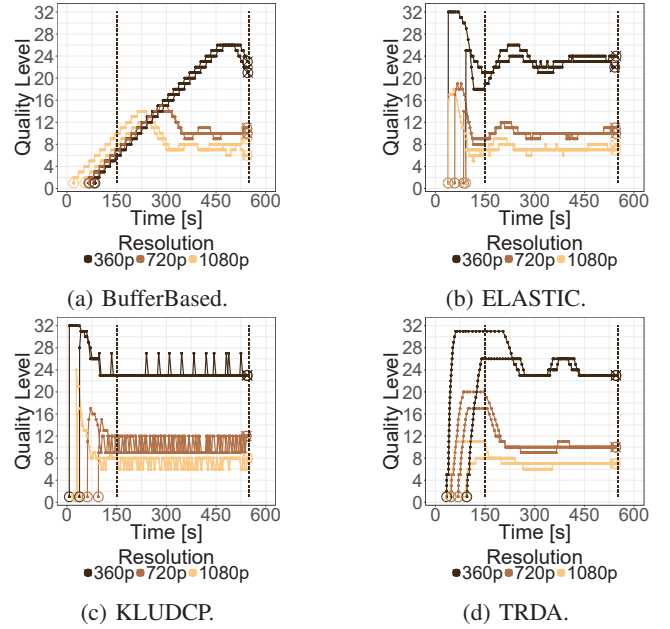 32
28
24
20
16
12
8
4
0
Quality Level
0 150 300 450 600
Time [s]
Resolution
360p 720p 1080p
(a) BufferBased.
32
28
24
20
16
12
8
4
0
Quality Level
0 150 300 450 600
Time [s]
Resolution
360p 720p 1080p
(b) ELASTIC.
32
28
24
20
16
12
8
4
0
Quality Level
0 150 300 450 600
Time [s]
Resolution
360p 720p 1080p
(c) KLUDCP.
32
28
24
20
16
12
8
4
0
Quality Level
0 150 300 450 600
Time [s]
Resolution
360p 720p 1080p
(d) TRDA.